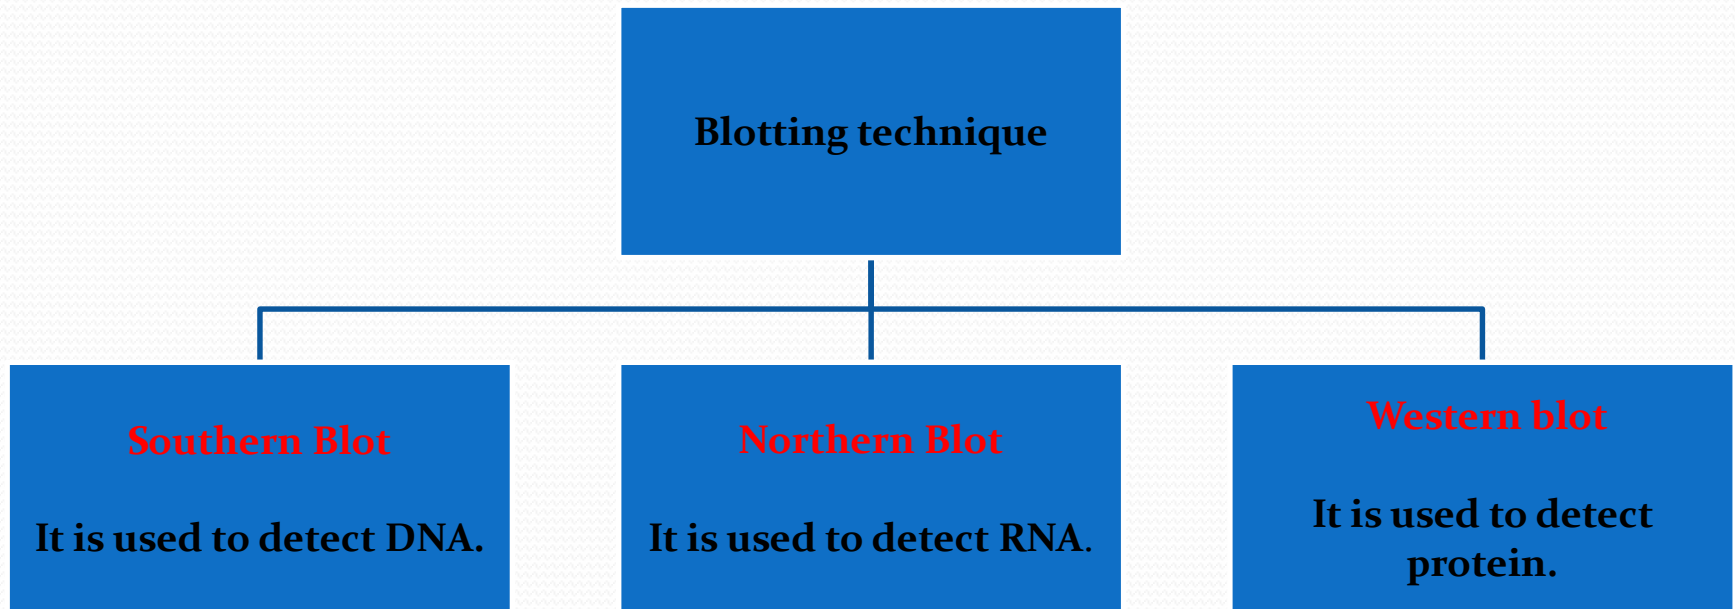 Blotting technique
Southern Blot
It is used to detect DNA.
Northern Blot
It is used to detect RNA.
Western blot
It is used to detect
protein.